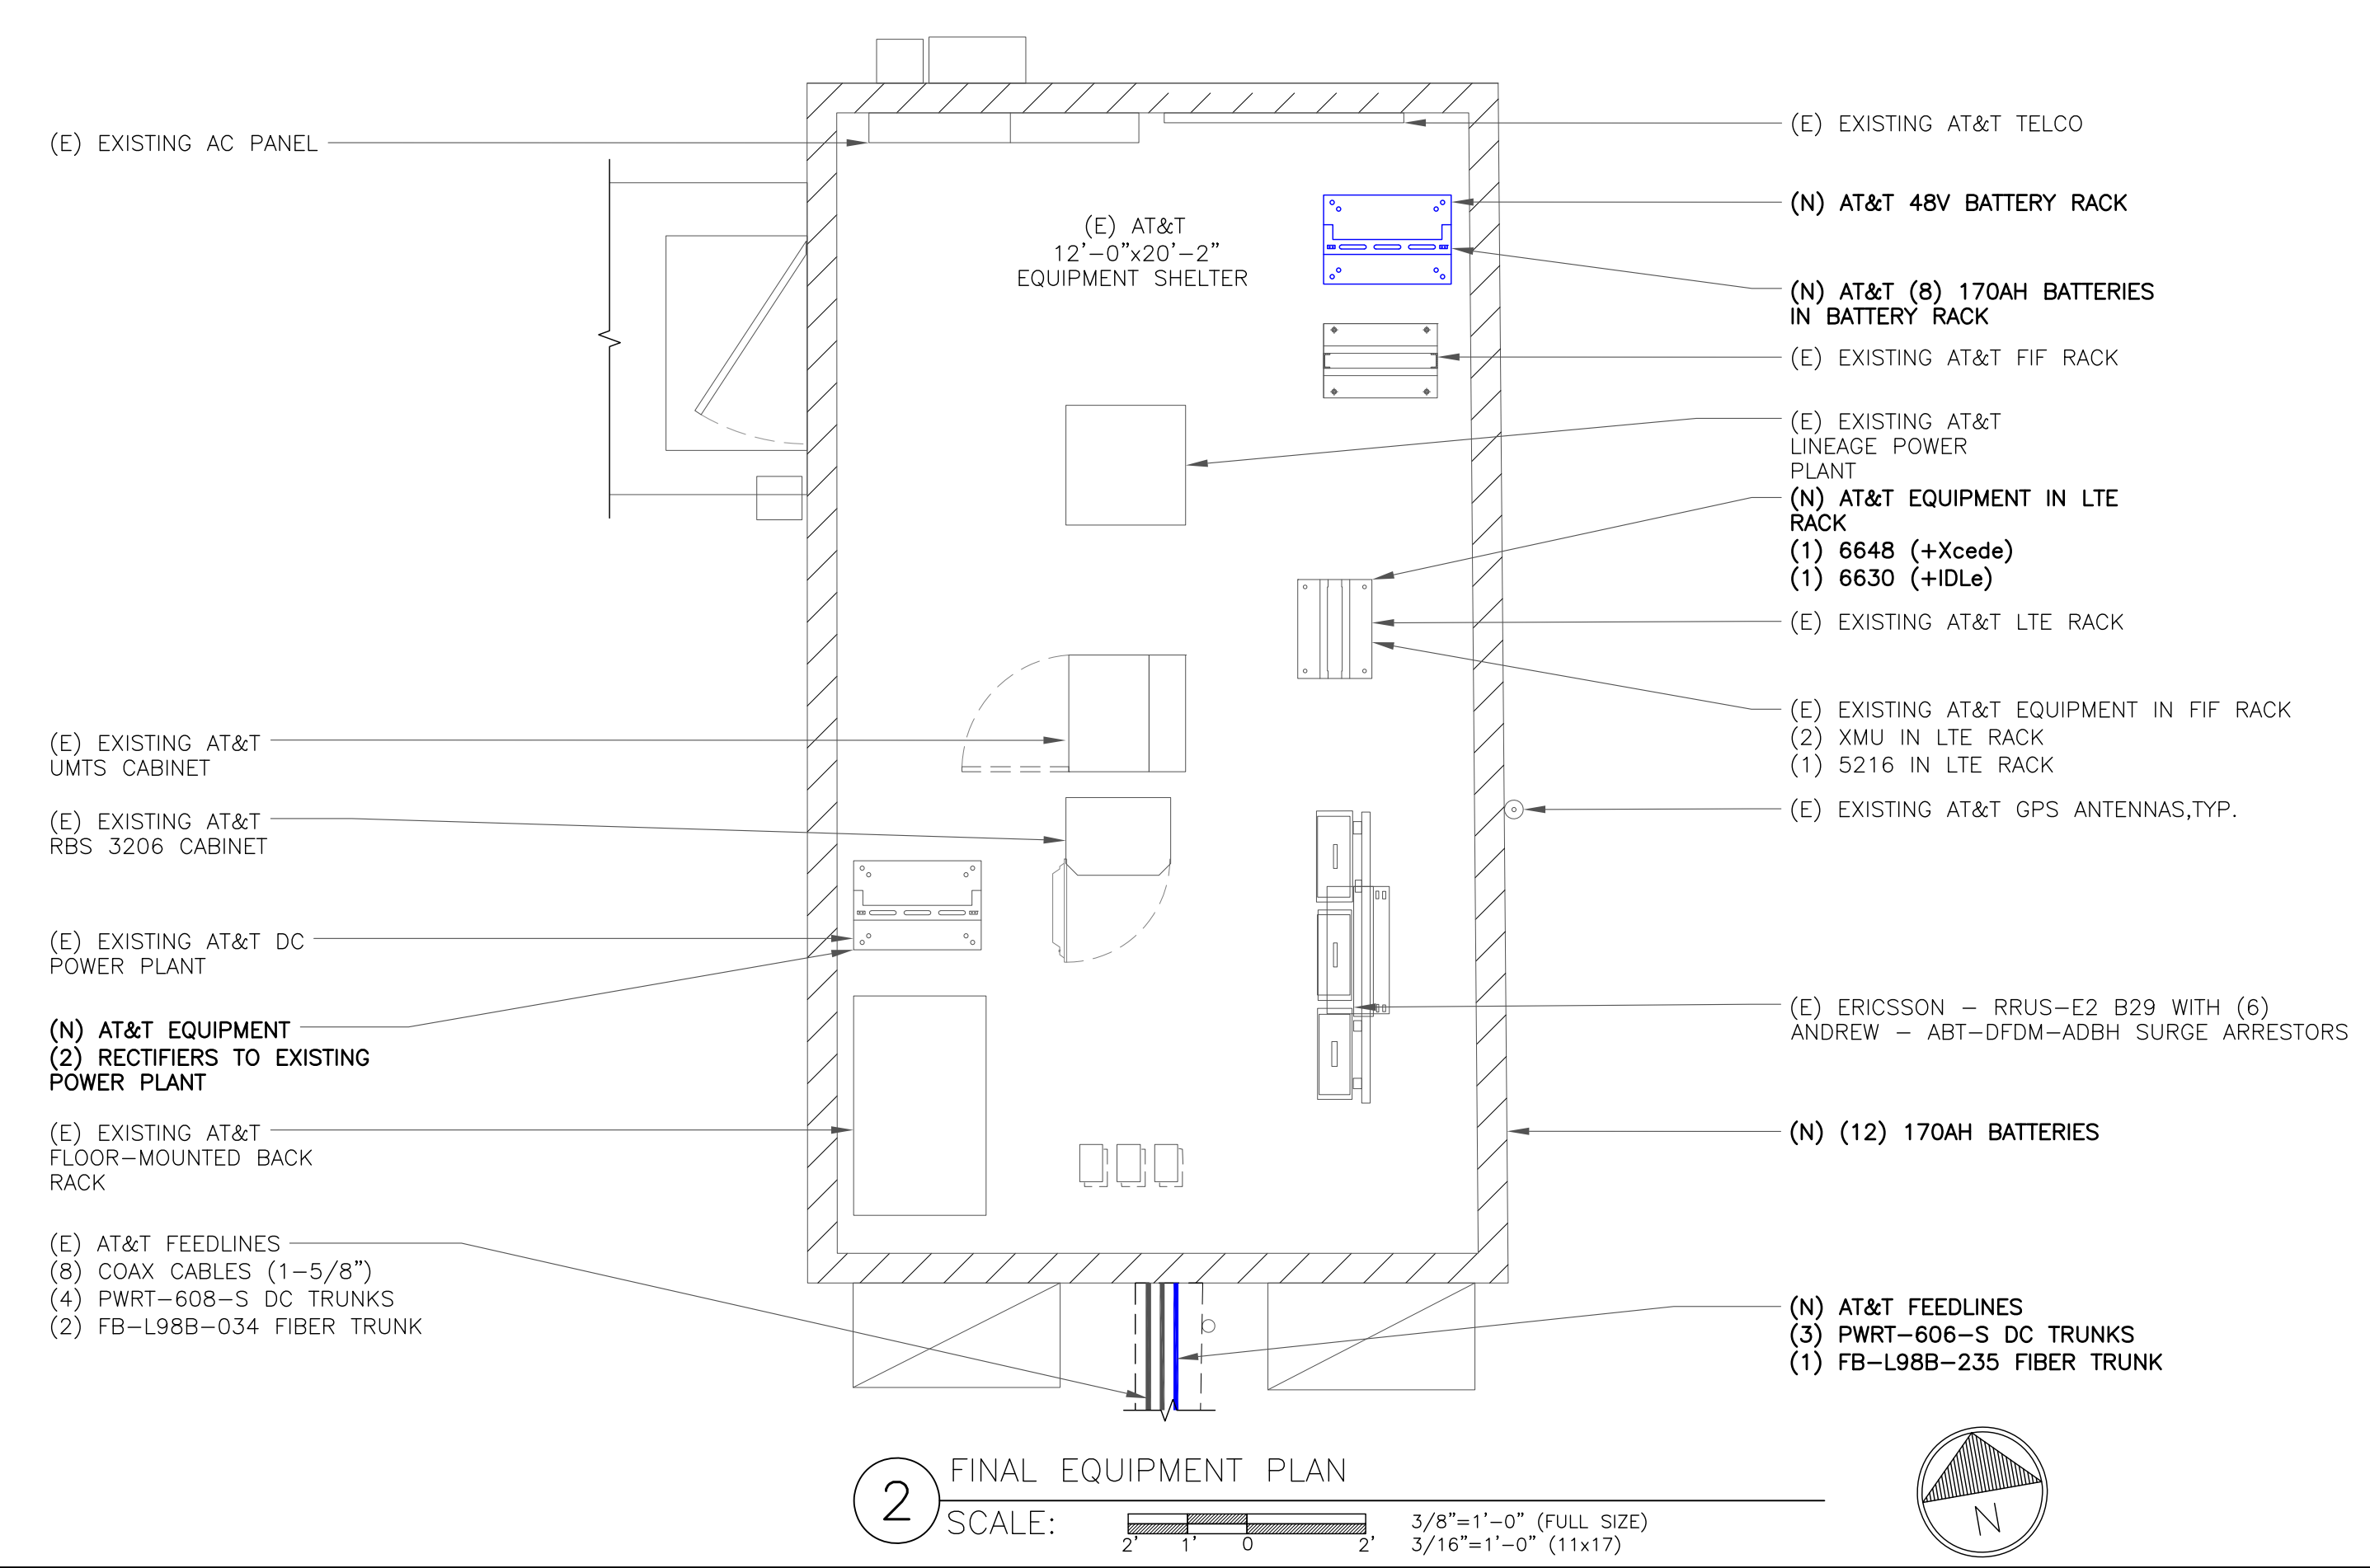 (E) EXISTING AC PANEL
(E) EXISTING AT&T
UMTS CABINET
(E) EXISTING AT&T
RBS 3206 CABINET
(E) EXISTING AT&T DC
POWER PLANT
(N) AT&T EQUIPMENT
(2) RECTIFIERS TO EXISTING
POWER PLANT
(E) EXISTING AT&T
FLOOR-MOUNTED BACK
RACK
(E) AT&T FEEDLINES
(8) COAX CABLES (1-5/8")
(4) PWRT-608-S DC TRUNKS
(2) FB-L98B-034 FIBER TRUNK
(E) AT&T
12'-0"x20'-2"
EQUIPMENT SHELTER
(E) EXISTING AT&T TELCO
(N) AT&T 48V BATTERY RACK
(N) AT&T (8) 170AH BATTERIES
IN BATTERY RACK
(E) EXISTING AT&T FIF RACK
(E) EXISTING AT&T
LINEAGE POWER
PLANT
(N) AT&T EQUIPMENT IN LTE
RACK
(1) 6648 (+Xcede)
(1) 6630 (+IDLe)
(E) EXISTING AT&T LTE RACK
(E) EXISTING AT&T EQUIPMENT IN FIF RACK
(2) XMU IN LTE RACK
(1) 5216 IN LTE RACK
(E) EXISTING AT&T GPS ANTENNAS,TYP.
(E) ERICSSON - RRUS-E2 B29 WITH (6)
ANDREW - ABT-DFDM-ADBH SURGE ARRESTORS
(N) (12) 170AH BATTERIES
(N) AT&T FEEDLINES
(3) PWRT-606-S DC TRUNKS
(1) FB-L98B-235 FIBER TRUNK
2
FINAL EQUIPMENT PLAN
SCALE:
2' 1' 0 2'
3/8"=1'-0" (FULL SIZE)
3/16"=1'-0" (11x17)
N